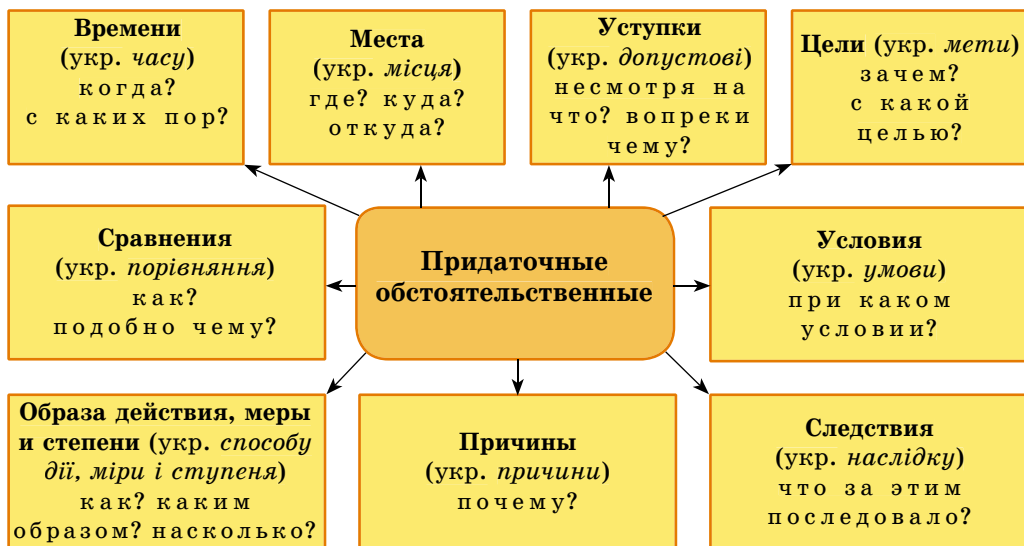 Времени
(укр. часу)
когда?
с каких пор?
Места
(укр. місця)
где? куда?
откуда?
Уступки
(укр. допустові)
несмотря на
что? вопреки
чему?
Цели (укр. мети)
зачем?
с какой
целью?
Сравнения
(укр. порівняння)
как?
подобно чему?
Придаточные
обстоятельственные
Условия
(укр. умови)
при каком
условии?
Образа действия, меры
и степени (укр. способу
дії, міри і ступеня)
как? каким
образом? насколько?
Причины
(укр. причини)
почему?
Следствия
(укр. наслідку)
что за этим
последовало?